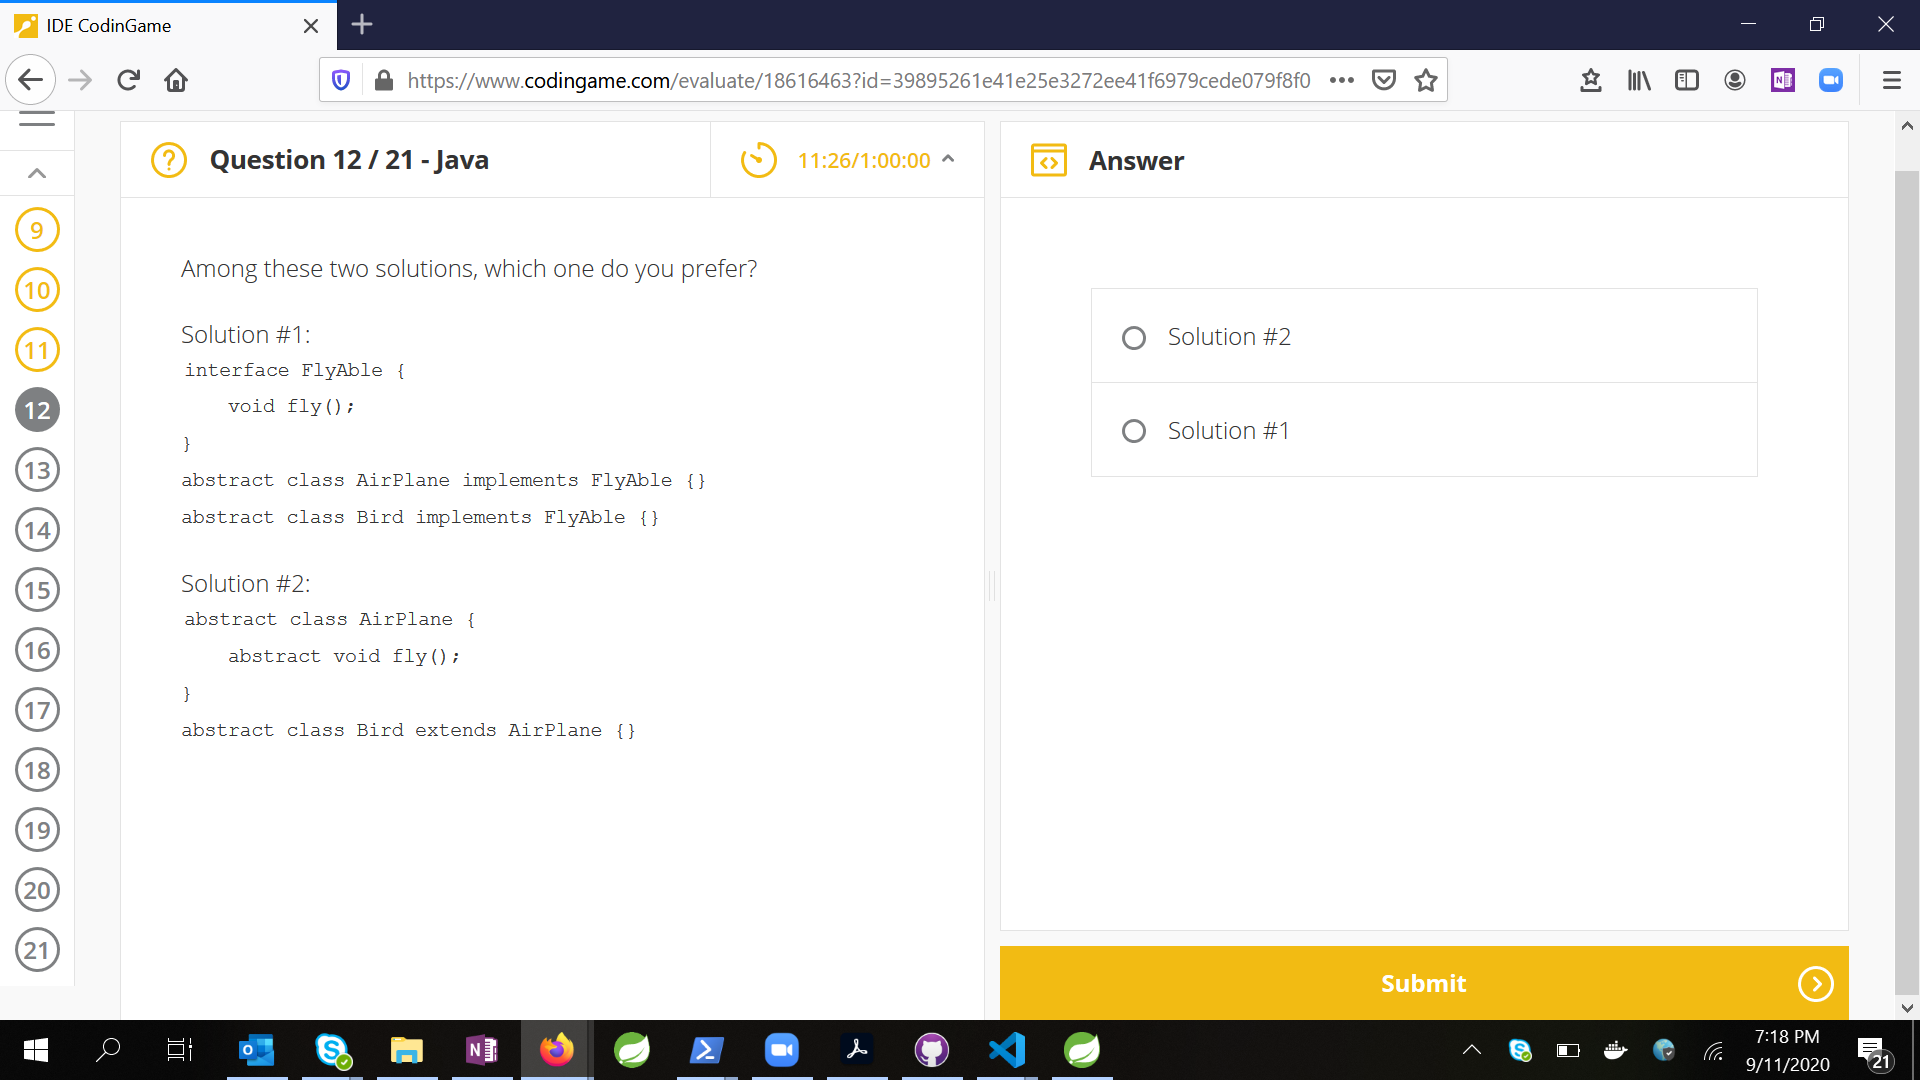 IDE CodinGame
https://www.codingame.com/evaluate/18616463?id=39895261e41e25e3272ee41f6979cede079f8f0
Question 12 / 21 - Java
11:26/1:00:00
Answer
9
10
11
12
13
14
15
16
17
18
19
20
21
Among these two solutions, which one do you prefer?
Solution #1:
interface FlyAble {
void fly();
}
abstract class AirPlane implements FlyAble {}
abstract class Bird implements FlyAble {}
Solution #2:
abstract class AirPlane {
abstract void fly();
}
abstract class Bird extends AirPlane {}
Solution #2
Solution #1
Submit
7:18 PM
9/11/2020
21